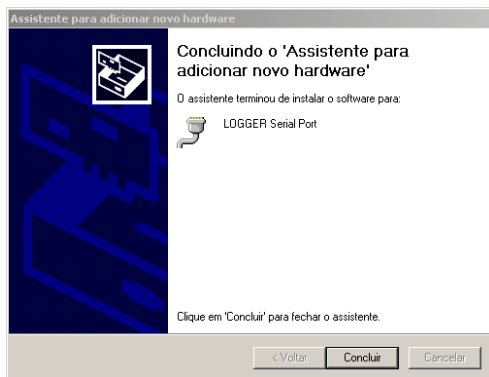 Assistente para adicionar novo hardware
Concluindo o 'Assistente para
adicionar novo hardware'
O assistente terminou de instalar o software para:
LOGGER Serial Port
Clique em 'Concluir' para fechar o assistente.
< Voltar
Concluir
Cancelar